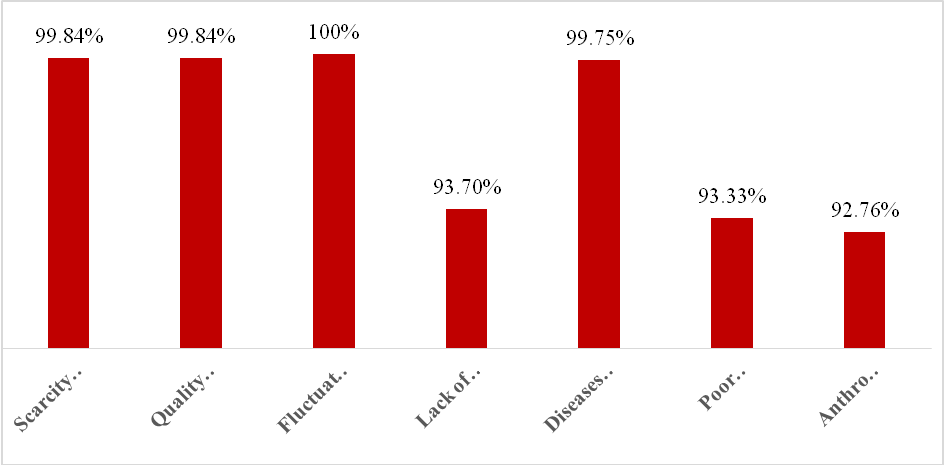 99.84%
99.84%
100%
93.70%
99.75%
93.33%
92.76%
Scarcity..
Quality..
Fluctuat..
Lack of..
Diseases..
Poor..
Anthro..